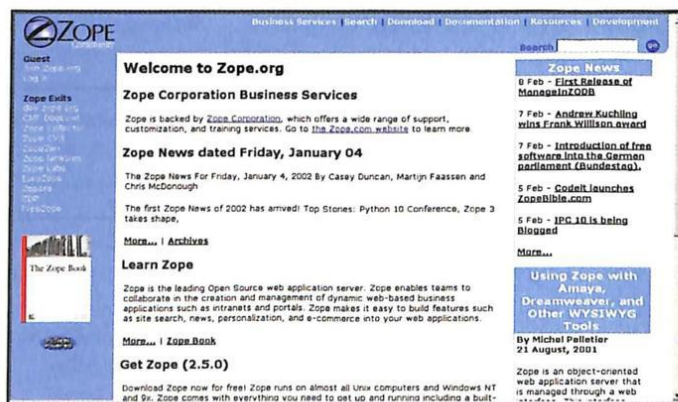 ZOPE
Community
Business Services | Search | Download | Documentation | Resources | Development
Search
Guest
Join Zope.org
Log in
Zope Exits
Welcome to Zope.org
Zope Corporation Business Services
Zope is backed by Zope Corporation, which offers a wide range of support,
customization, and training services. Go to the Zope.com website to learn more.
Zope News dated Friday, January 04
The Zope News For Friday, January 4, 2002 By Casey Duncan, Martijn Faassen and
Chris McDonough
The first Zope News of 2002 has arrived! Top Stories: Python 10 Conference, Zope 3
takes shape,
More... | Archives
Learn Zope
Zope is the leading Open Source web application server. Zope enables teams to
collaborate in the creation and management of dynamic web-based business
applications such as intranets and portals. Zope makes it easy to build features such
as site search, news, personalization, and e-commerce into your web applications.
More... | Zope Book
Get Zope (2.5.0)
Download Zope now for free! Zope runs on almost all Unix computers and Windows NT
and 9x. Zope comes with everything you need to get up and running including a built-
The Zope Book
Zope News
8 Feb - First Release of
ManageInZODB
7 Feb - Andrew Kuchling
wins Frank Willison award
7 Feb - Introduction of free
software into the German
parliament (Bundestag).
5 Feb - Codeit launches
ZopeBible.com
5 Feb - IPC 10 is being
Blogged
More...
Using Zope with
Amaya,
Dreamweaver, and
Other WYSIWYG
Tools
By Michel Pelletier
21 August, 2001
Zope is an object-oriented
web application server that
is managed through a web